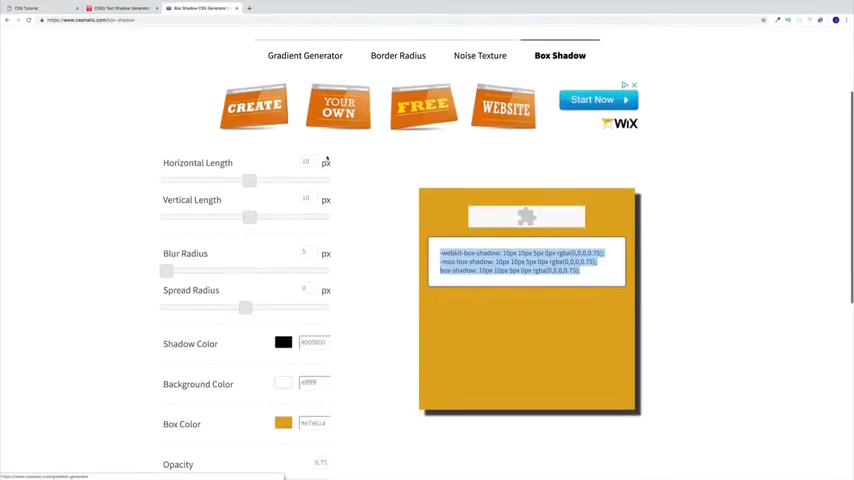 CSS Tutorial
CSS3 Text Shadow Generator
Box Shadow CSS Generator
https://www.cssmatic.com/box-shadow
Gradient Generator
Border Radius
Noise Texture
Box Shadow
CREATE
YOUR
OWN
FREE
WEBSITE
Start Now
WiX
Horizontal Length
10
px
Vertical Length
10
px
Blur Radius
5
px
Spread Radius
0
px
-webkit-box-shadow: 10px 10px 5px 0px rgba(0,0,0,0.75);
-moz-box-shadow: 10px 10px 5px 0px rgba(0,0,0,0.75);
box-shadow: 10px 10px 5px 0px rgba(0,0,0,0.75);
Shadow Color
#000000
Background Color
#ffffff
Box Color
Opacity
0.75
https://www.cssmatic.com/gradient-generator